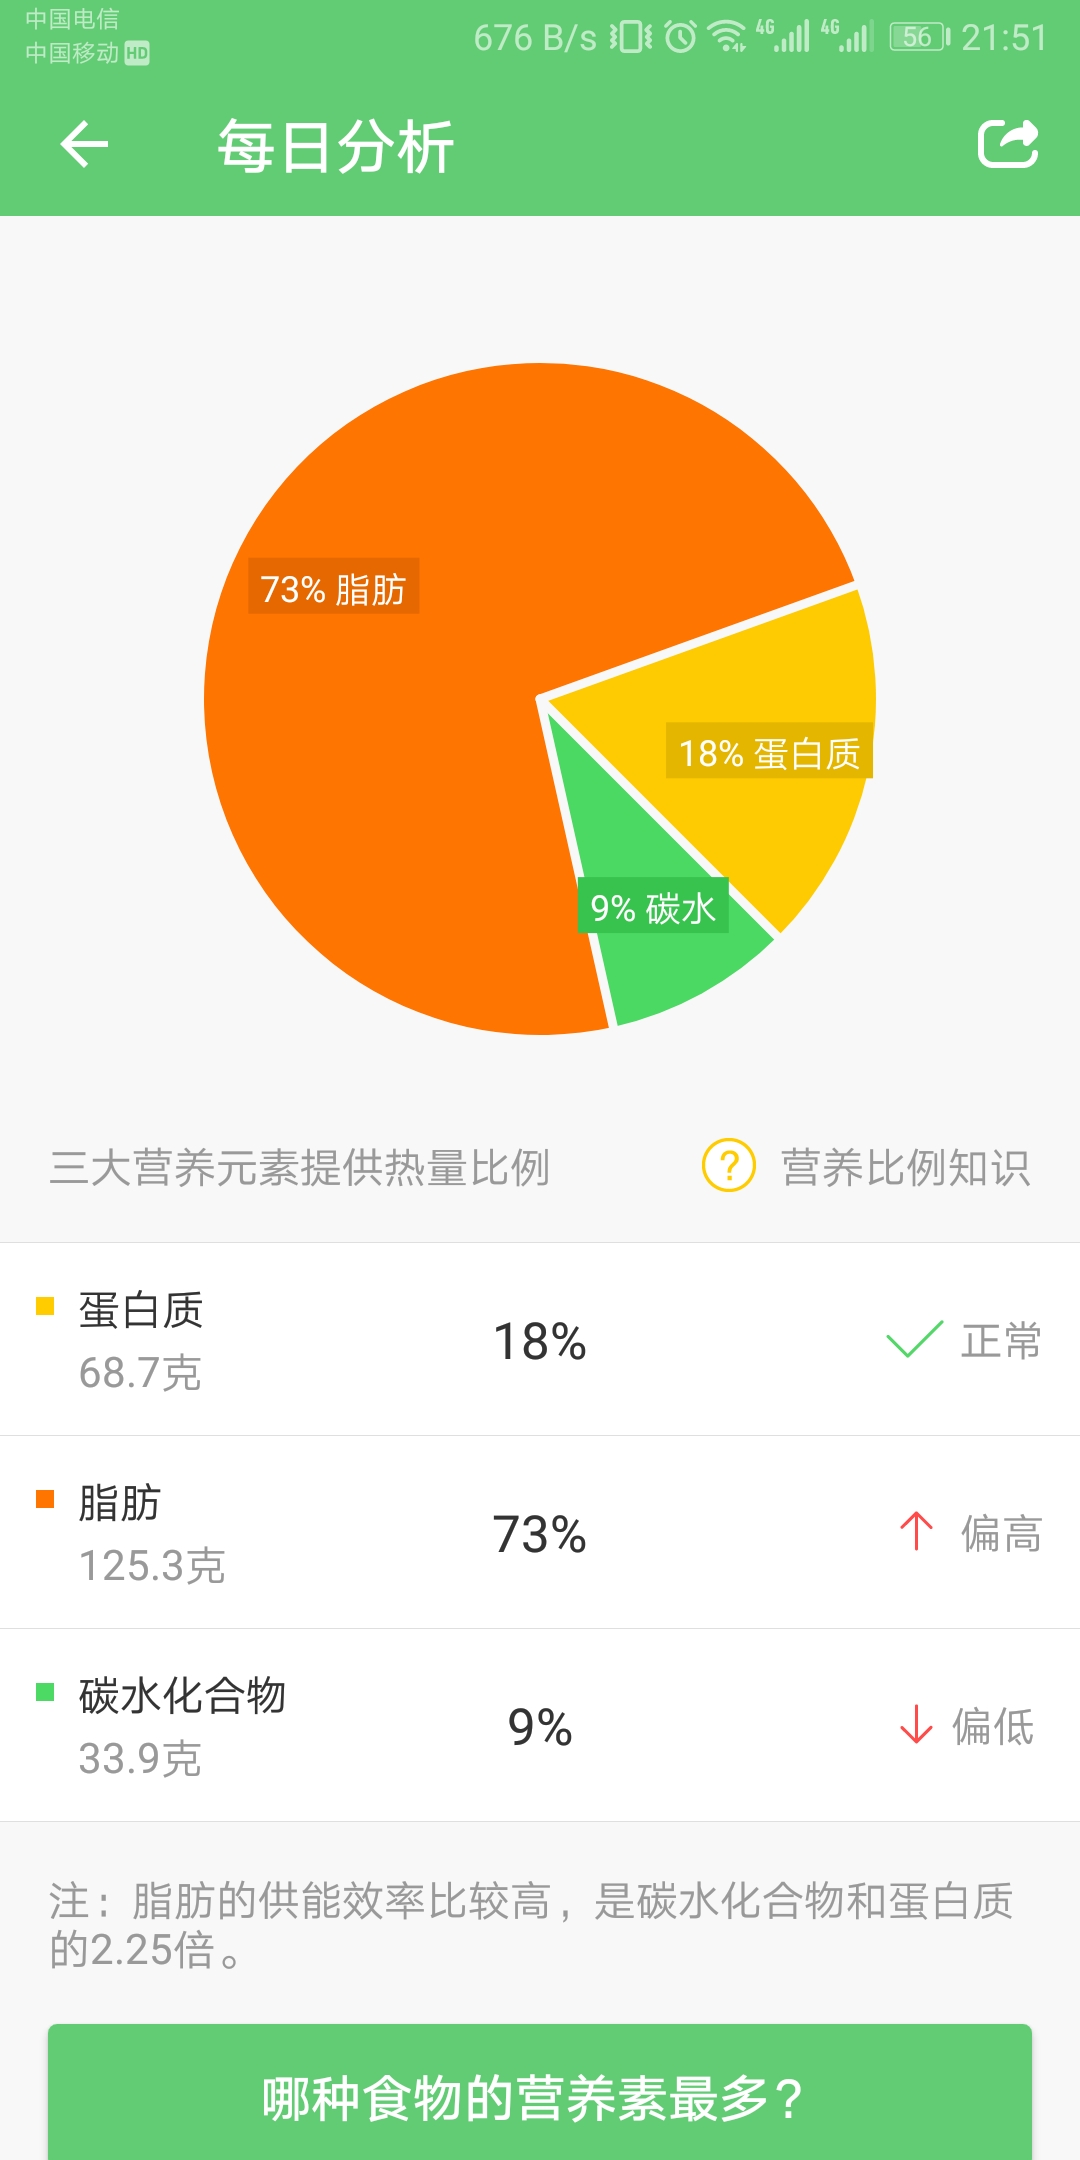 中国电信
中国移动 HD
676 B/s 4G 4G 56 21:51
每日分析
73% 脂肪
18% 蛋白质
9% 碳水
三大营养元素提供热量比例 ? 营养比例知识
蛋白质
68.7克
18%
正常
脂肪
125.3克
73%
偏高
碳水化合物
33.9克
9%
偏低
注：脂肪的供能效率比较高，是碳水化合物和蛋白质
的2.25倍。
哪种食物的营养素最多？